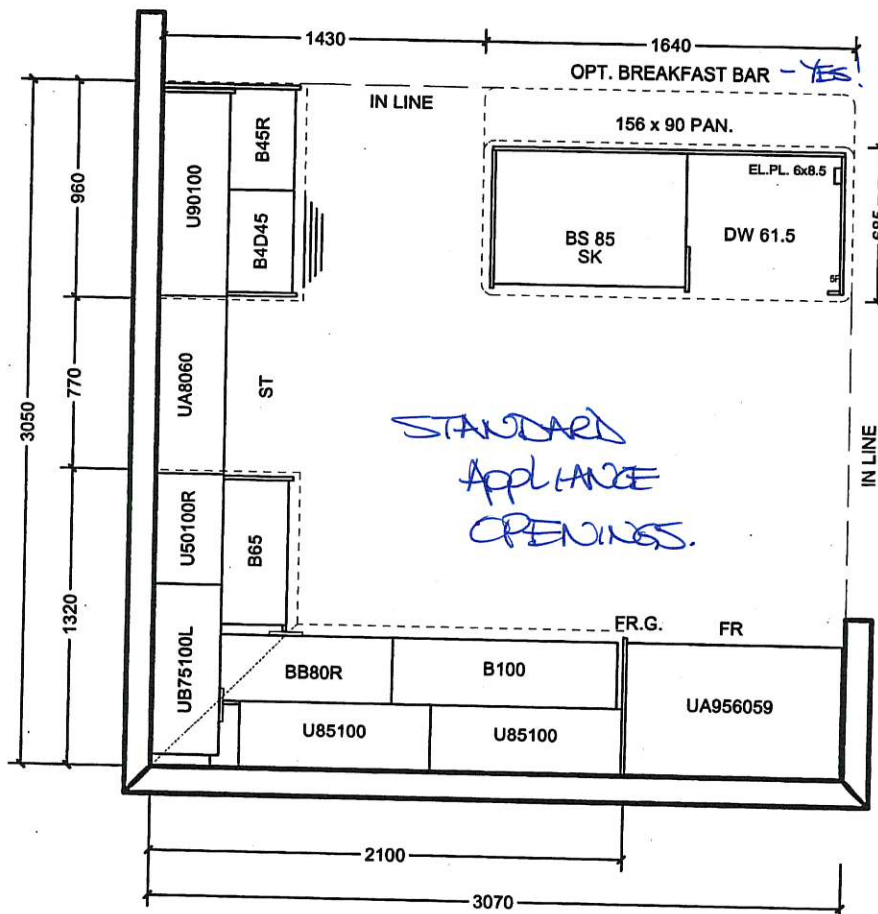 1430
1640
OPT. BREAKFAST BAR - YES!
IN LINE
156 x 90 PAN.
B45R
U90100
EL.PL. 6x8.5
960
685
BS 85
SK
DW 61.5
B4D45
5F
UA8060
ST
770
3050
STANDARD
APPLIANCE
OPENINGS.
IN LINE
U50100R
B65
1320
FR.G.
FR
UB75100L
BB80R
B100
UA956059
U85100
U85100
2100
3070